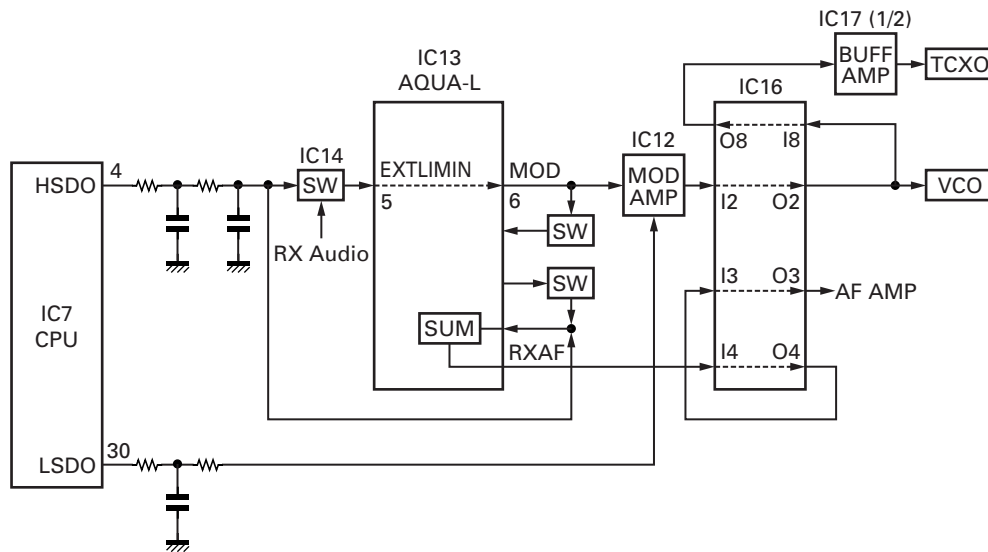 IC17 (1/2)
BUFF
AMP
TCXO
IC13
AQUA-L
IC16
IC14
IC12
O8 I8
4
HSDO
SW
EXTLIMIN
MOD
MOD
AMP
VCO
5
6
I2 O2
RX Audio
SW
SW
I3 O3
AF AMP
IC7
CPU
SUM
RXAF
I4 O4
30
LSDO